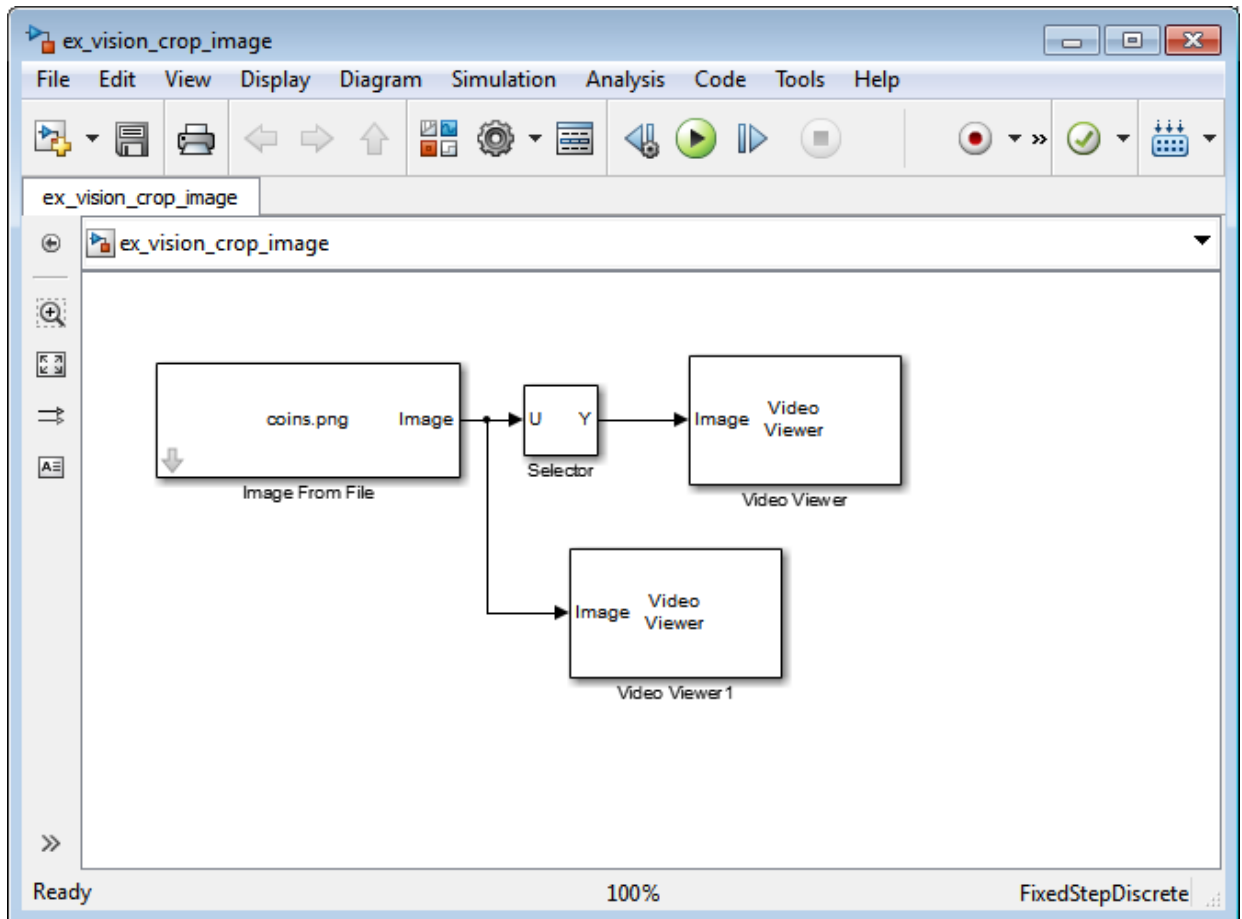 ex_vision_crop_image
File Edit View Display Diagram Simulation Analysis Code Tools Help
ex_vision_crop_image
ex_vision_crop_image
coins.png Image
Image From File
U Y
Selector
Image Video
Viewer
Video Viewer
Image Video
Viewer
Video Viewer1
Ready 100% FixedStepDiscrete